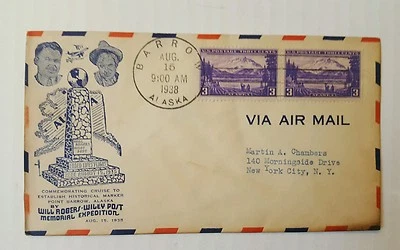 BARROW
AUG.
15
9:00 AM
1938
ALASKA
U.S. POSTAGE THREE CENTS
3 3
U.S. POSTAGE THREE CENTS
3 3
VIA AIR MAIL
Martin A. Chambers
140 Morningside Drive
New York City, N. Y.
COMMEMORATING CRUISE TO
ESTABLISH HISTORICAL MARKER
POINT BARROW, ALASKA
BY
WILL ROGERS-WILEY POST
MEMORIAL EXPEDITION
AUG. 15, 1938